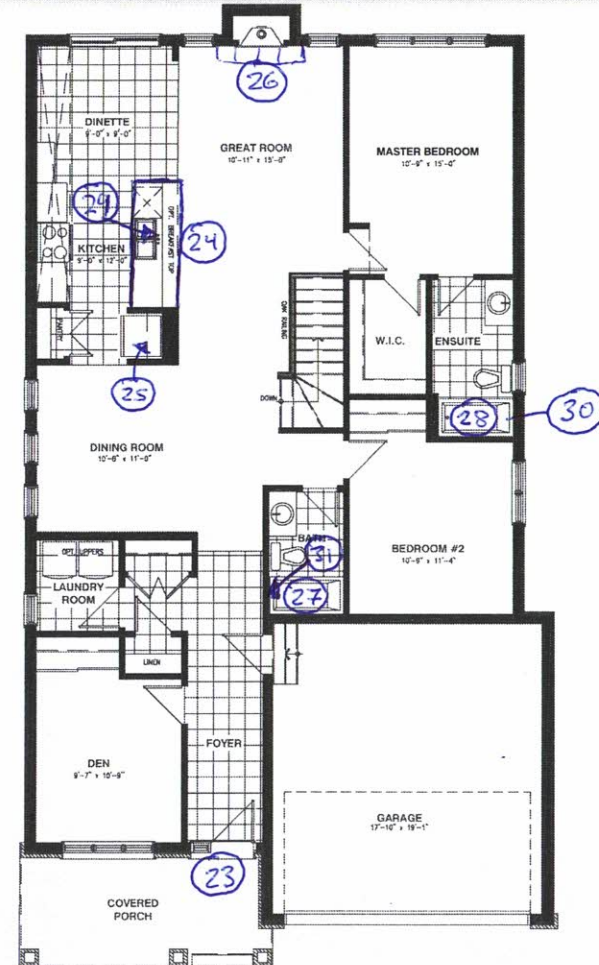 26
DINETTE
9'-0" x 9'-0"
GREAT ROOM
10'-11" x 15'-0"
MASTER BEDROOM
10'-9" x 15'-0"
29
OPT. BREAKFAST TOP
24
KITCHEN
9'-0" x 12'-0"
PANTRY
25
OAK RAILING
W.I.C.
ENSUITE
28
30
DOWN
DINING ROOM
10'-8" x 11'-0"
BATH
31
27
BEDROOM #2
10'-9" x 11'-4"
OPT. UPPERS
LAUNDRY
ROOM
LINEN
DEN
9'-7" x 10'-9"
FOYER
GARAGE
17'-10" x 19'-1"
23
COVERED
PORCH